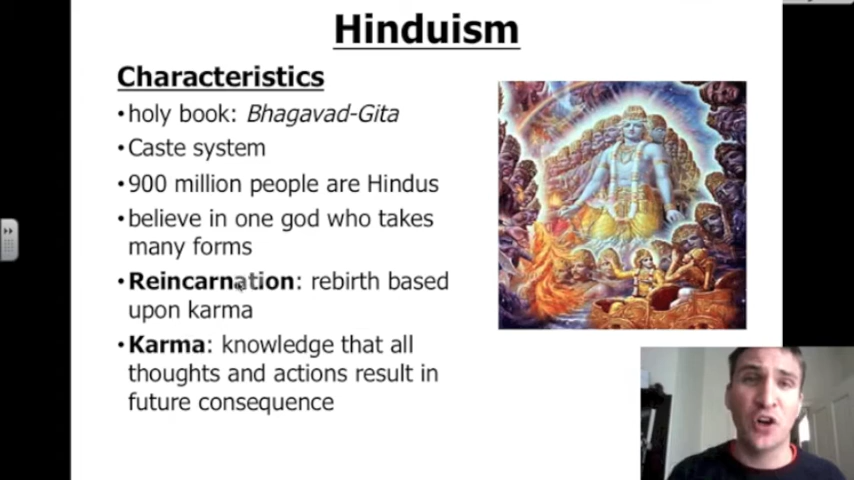 Hinduism
Characteristics
•holy book: Bhagavad-Gita
•Caste system
•900 million people are Hindus
•believe in one god who takes
many forms
•Reincarnation: rebirth based
upon karma
•Karma: knowledge that all
thoughts and actions result in
future consequence